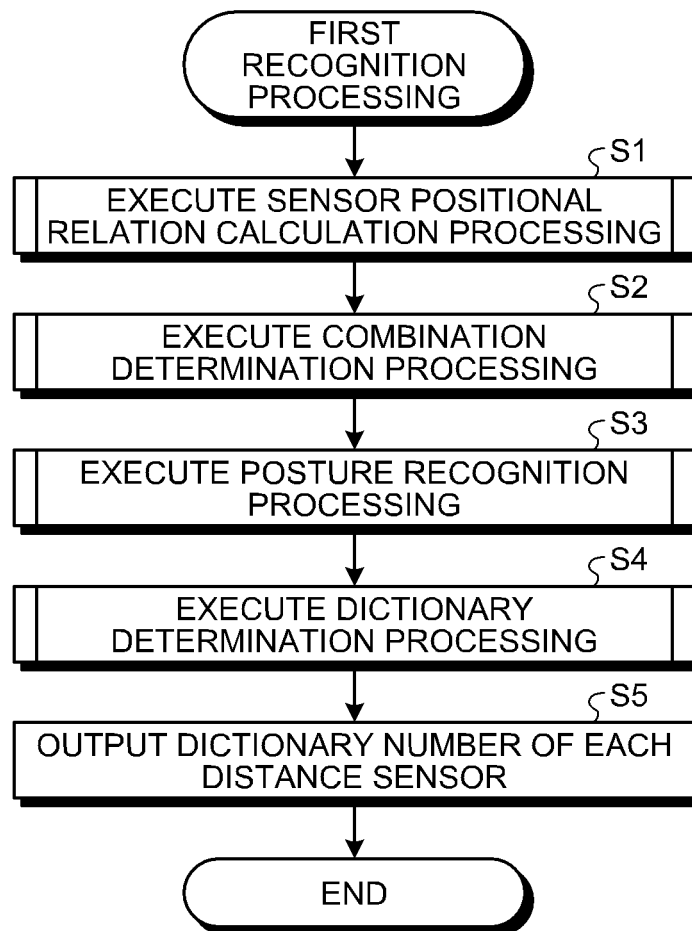 FIRST
RECOGNITION
PROCESSING
S1
EXECUTE SENSOR POSITIONAL
RELATION CALCULATION PROCESSING
S2
EXECUTE COMBINATION
DETERMINATION PROCESSING
S3
EXECUTE POSTURE RECOGNITION
PROCESSING
S4
EXECUTE DICTIONARY
DETERMINATION PROCESSING
S5
OUTPUT DICTIONARY NUMBER OF EACH
DISTANCE SENSOR
END